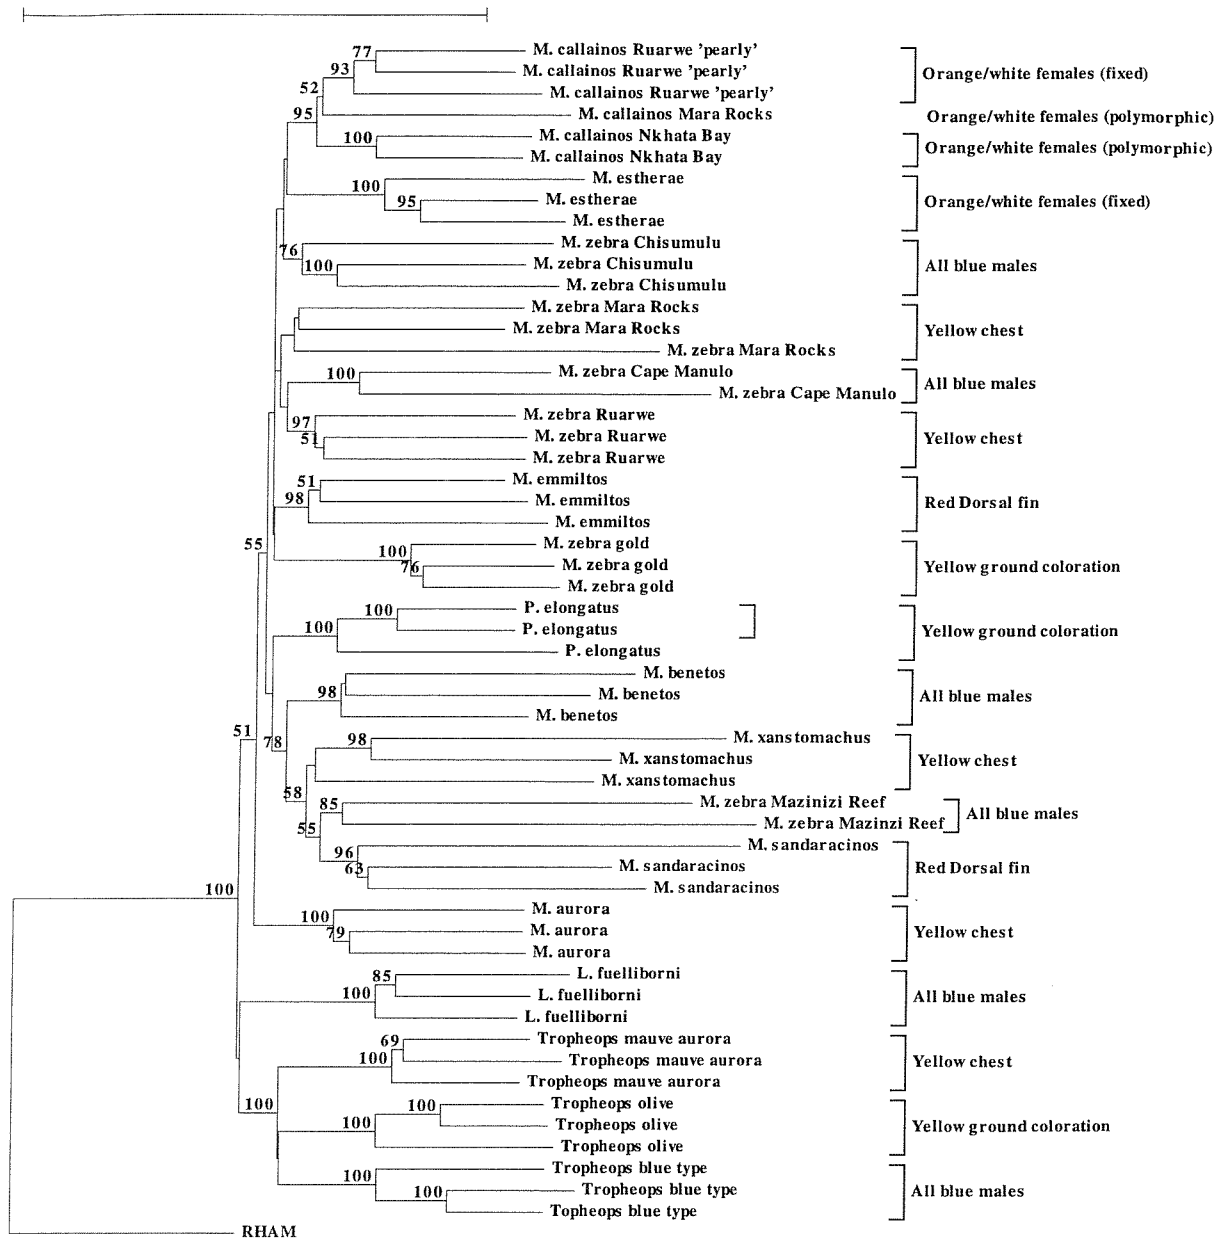 77 M. callainos Ruarwe 'pearly'
93 M. callainos Ruarwe 'pearly' Orange/white females (fixed)
52 M. callainos Ruarwe 'pearly'
95 M. callainos Mara Rocks Orange/white females (polymorphic)
100 M. callainos Nkhata Bay Orange/white females (polymorphic)
M. callainos Nkhata Bay
100 M. estherae
95 M. estherae Orange/white females (fixed)
M. estherae
76 M. zebra Chisumulu
100 M. zebra Chisumulu All blue males
M. zebra Chisumulu
M. zebra Mara Rocks
M. zebra Mara Rocks Yellow chest
M. zebra Mara Rocks
100 M. zebra Cape Manulo All blue males
M. zebra Cape Manulo
97 M. zebra Ruarwe
51 M. zebra Ruarwe Yellow chest
M. zebra Ruarwe
51 M. emmiltos
98 M. emmiltos Red Dorsal fin
M. emmiltos
55 100 M. zebra gold
76 M. zebra gold Yellow ground coloration
M. zebra gold
100 P. elongatus
100 P. elongatus Yellow ground coloration
P. elongatus
M. benetos
98 M. benetos All blue males
M. benetos
51 78 98 M. xanstomachus
M. xanstomachus Yellow chest
M. xanstomachus
58 85 M. zebra Mazinizi Reef All blue males
55 M. zebra Mazinzi Reef
96 M. sandaracinos
63 M. sandaracinos Red Dorsal fin
M. sandaracinos
100 100 M. aurora
79 M. aurora Yellow chest
M. aurora
85 L. fuelliborni
100 L. fuelliborni All blue males
L. fuelliborni
69 Tropheops mauve aurora
100 Tropheops mauve aurora Yellow chest
Tropheops mauve aurora
100 100 Tropheops olive
100 Tropheops olive Yellow ground coloration
Tropheops olive
100 Tropheops blue type
100 Tropheops blue type All blue males
Topheops blue type
RHAM